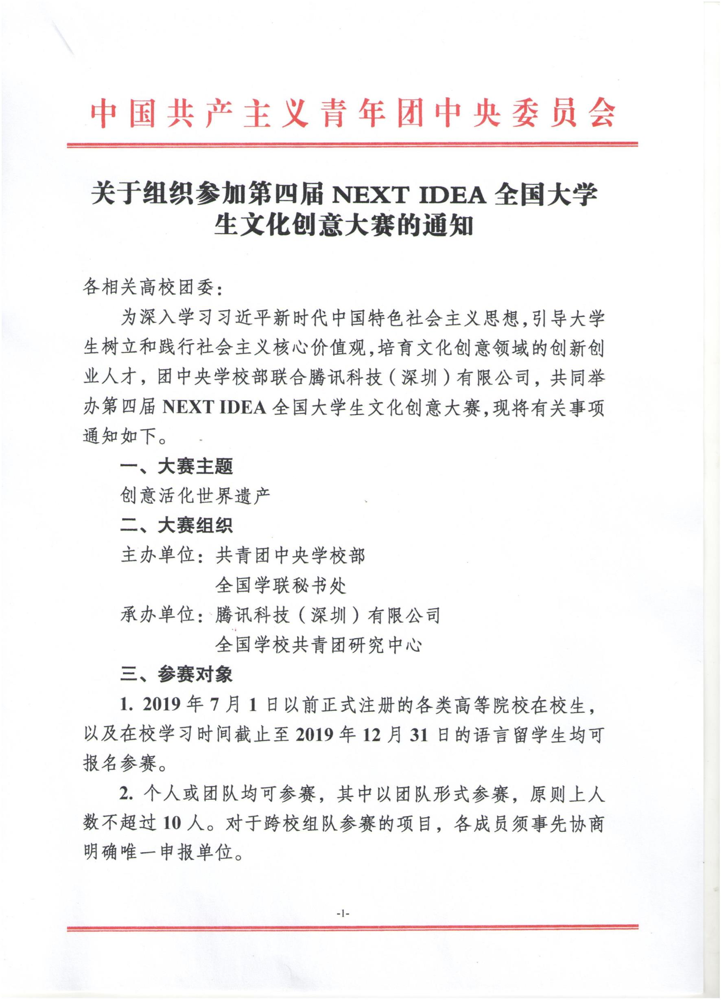 中国共产主义青年团中央委员会
关于组织参加第四届 NEXT IDEA 全国大学
生文化创意大赛的通知
各相关高校团委：
为深入学习习近平新时代中国特色社会主义思想，引导大学
生树立和践行社会主义核心价值观，培育文化创意领域的创新创
业人才，团中央学校部联合腾讯科技（深圳）有限公司，共同举
办第四届 NEXT IDEA 全国大学生文化创意大赛，现将有关事项
通知如下。
一、大赛主题
创意活化世界遗产
二、大赛组织
主办单位：共青团中央学校部
全国学联秘书处
承办单位：腾讯科技（深圳）有限公司
全国学校共青团研究中心
三、参赛对象
1. 2019 年 7 月 1 日以前正式注册的各类高等院校在校生，
以及在校学习时间截止至 2019 年 12 月 31 日的语言留学生均可
报名参赛。
2. 个人或团队均可参赛，其中以团队形式参赛，原则上人
数不超过 10 人。对于跨校组队参赛的项目，各成员须事先协商
明确唯一申报单位。
-1-